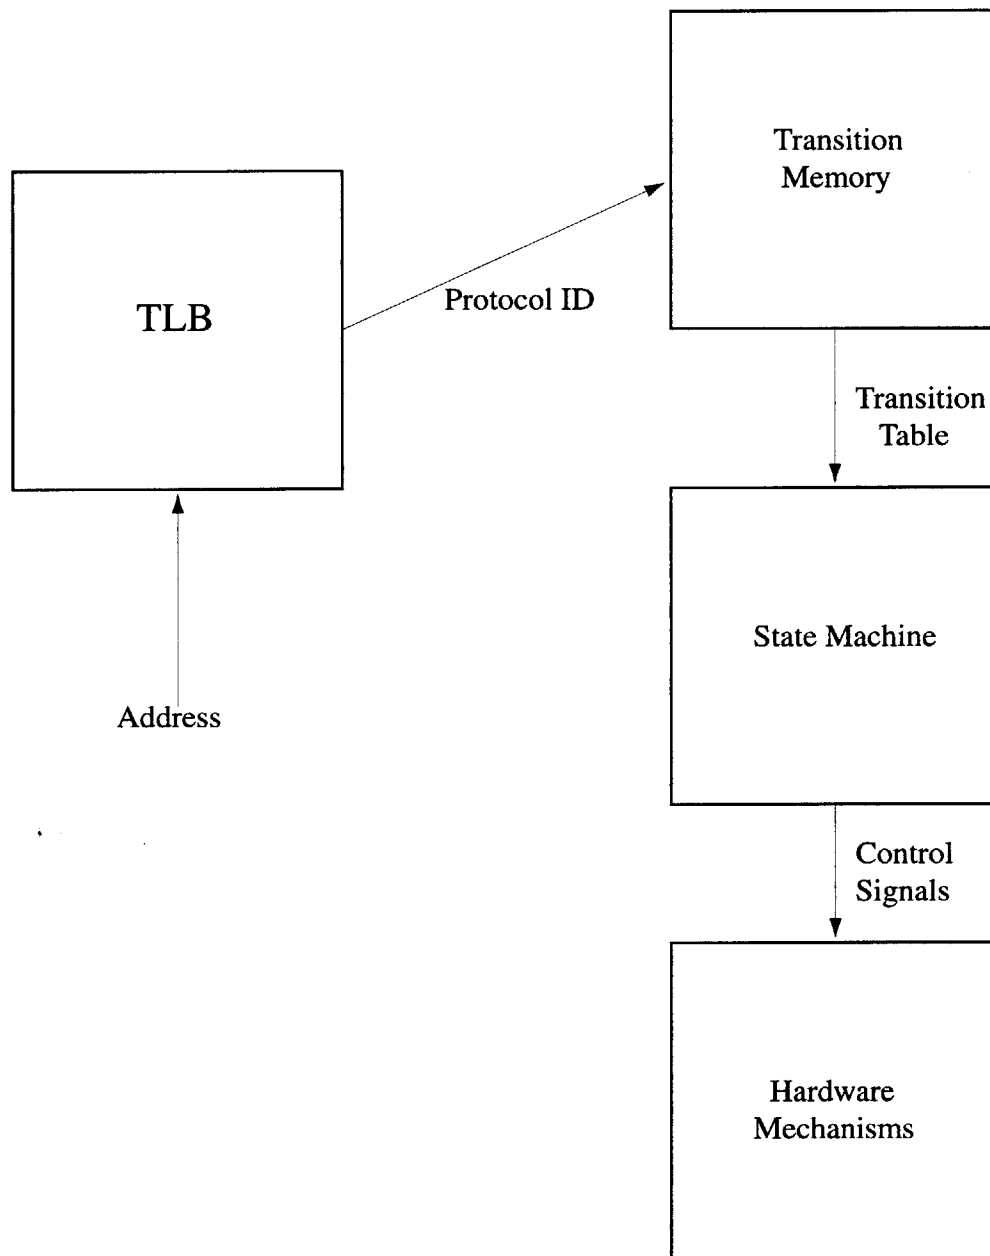 Transition
Memory
TLB
Protocol ID
Transition
Table
State Machine
Address
Control
Signals
Hardware
Mechanisms